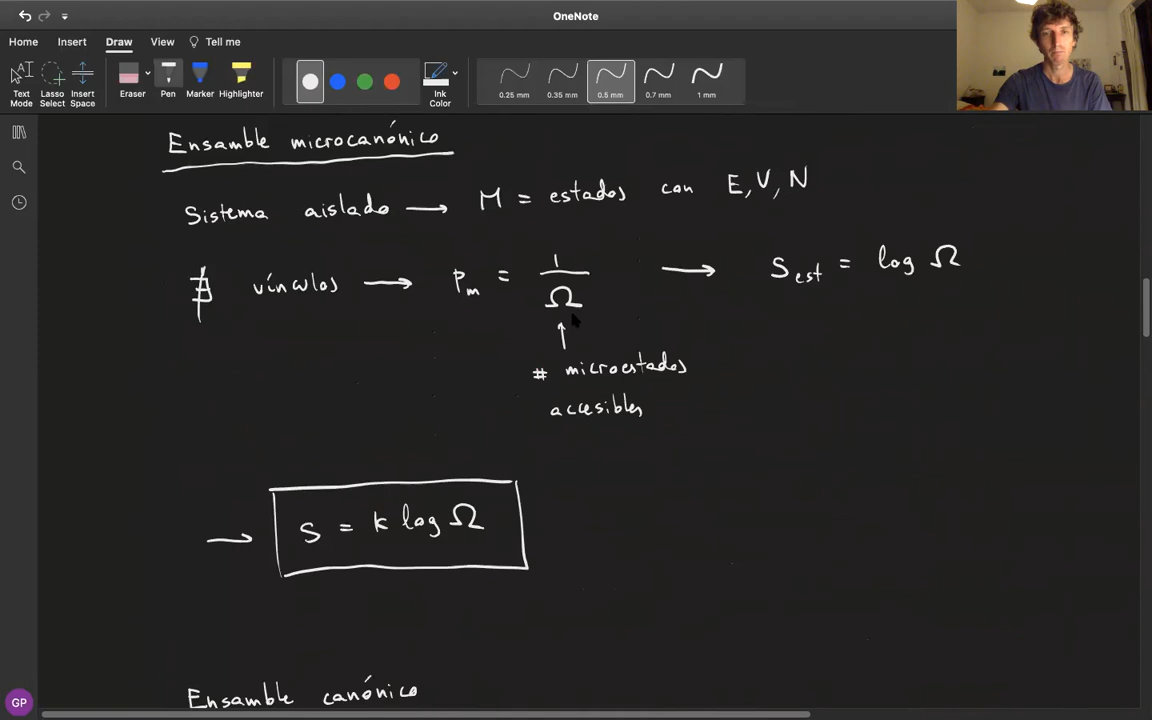 OneNote
Home Insert Draw View Tell me
Text Mode Lasso Select Insert Space Eraser Pen Marker Highlighter Ink Color 0.25 mm 0.35 mm 0.5 mm 0.7 mm 1 mm
Ensamble microcanónico
Sistema aislado → M = estados con E, V, N
∄ vínculos → Pm = 1/Ω → Sest = log Ω
↑
# microestados
accesibles
→ S = k log Ω
Ensamble canónico
GP